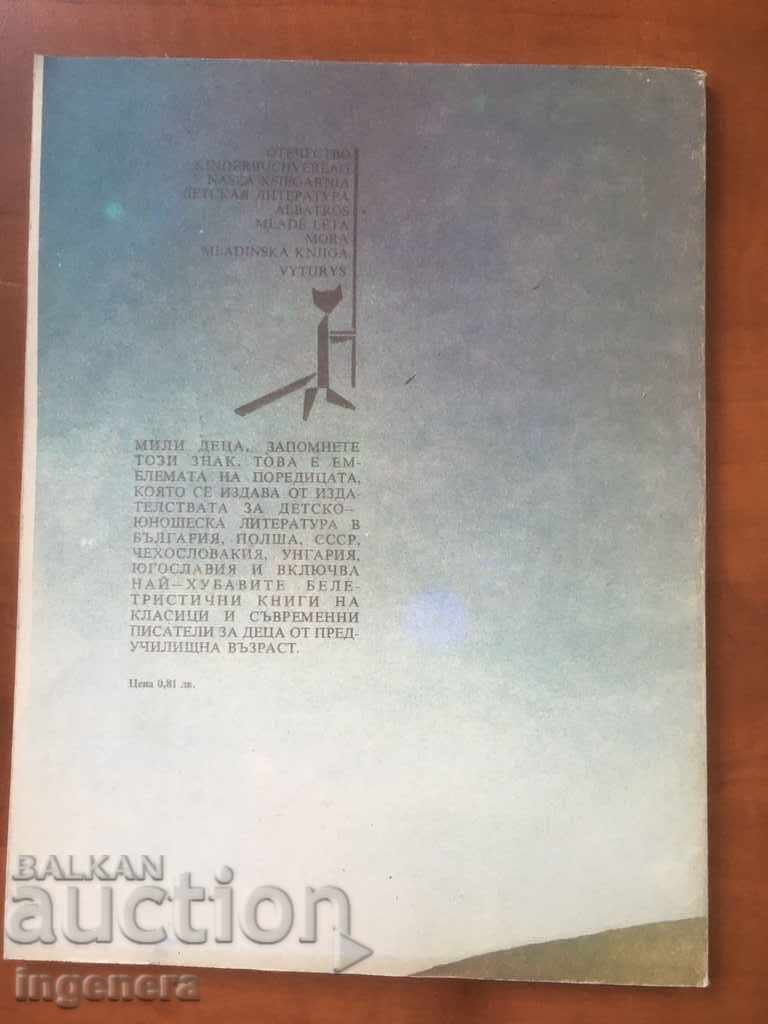 ОТЕЧЕСТВО
KINDERBUCHVERLAG
NASZA KSIĘGARNIA
ДЕТСКАЯ ЛИТЕРАТУРА
ALBATROS
MLADÉ LETA
MÓRA
MLADINSKA KNJIGA
VYTURYS
МИЛИ ДЕЦА, ЗАПОМНЕТЕ
ТОЗИ ЗНАК. ТОВА Е ЕМ-
БЛЕМАТА НА ПОРЕДИЦАТА,
КОЯТО СЕ ИЗДАВА ОТ ИЗДА-
ТЕЛСТВАТА ЗА ДЕТСКО-
ЮНОШЕСКА ЛИТЕРАТУРА В
БЪЛГАРИЯ, ПОЛША, СССР,
ЧЕХОСЛОВАКИЯ, УНГАРИЯ,
ЮГОСЛАВИЯ И ВКЛЮЧВА
НАЙ-ХУБАВИТЕ БЕЛЕ-
ТРИСТИЧНИ КНИГИ НА
КЛАСИЦИ И СЪВРЕМЕННИ
ПИСАТЕЛИ ЗА ДЕЦА ОТ ПРЕД-
УЧИЛИЩНА ВЪЗРАСТ.
Цена 0,81 лв.
BALKAN
auction
ingenera